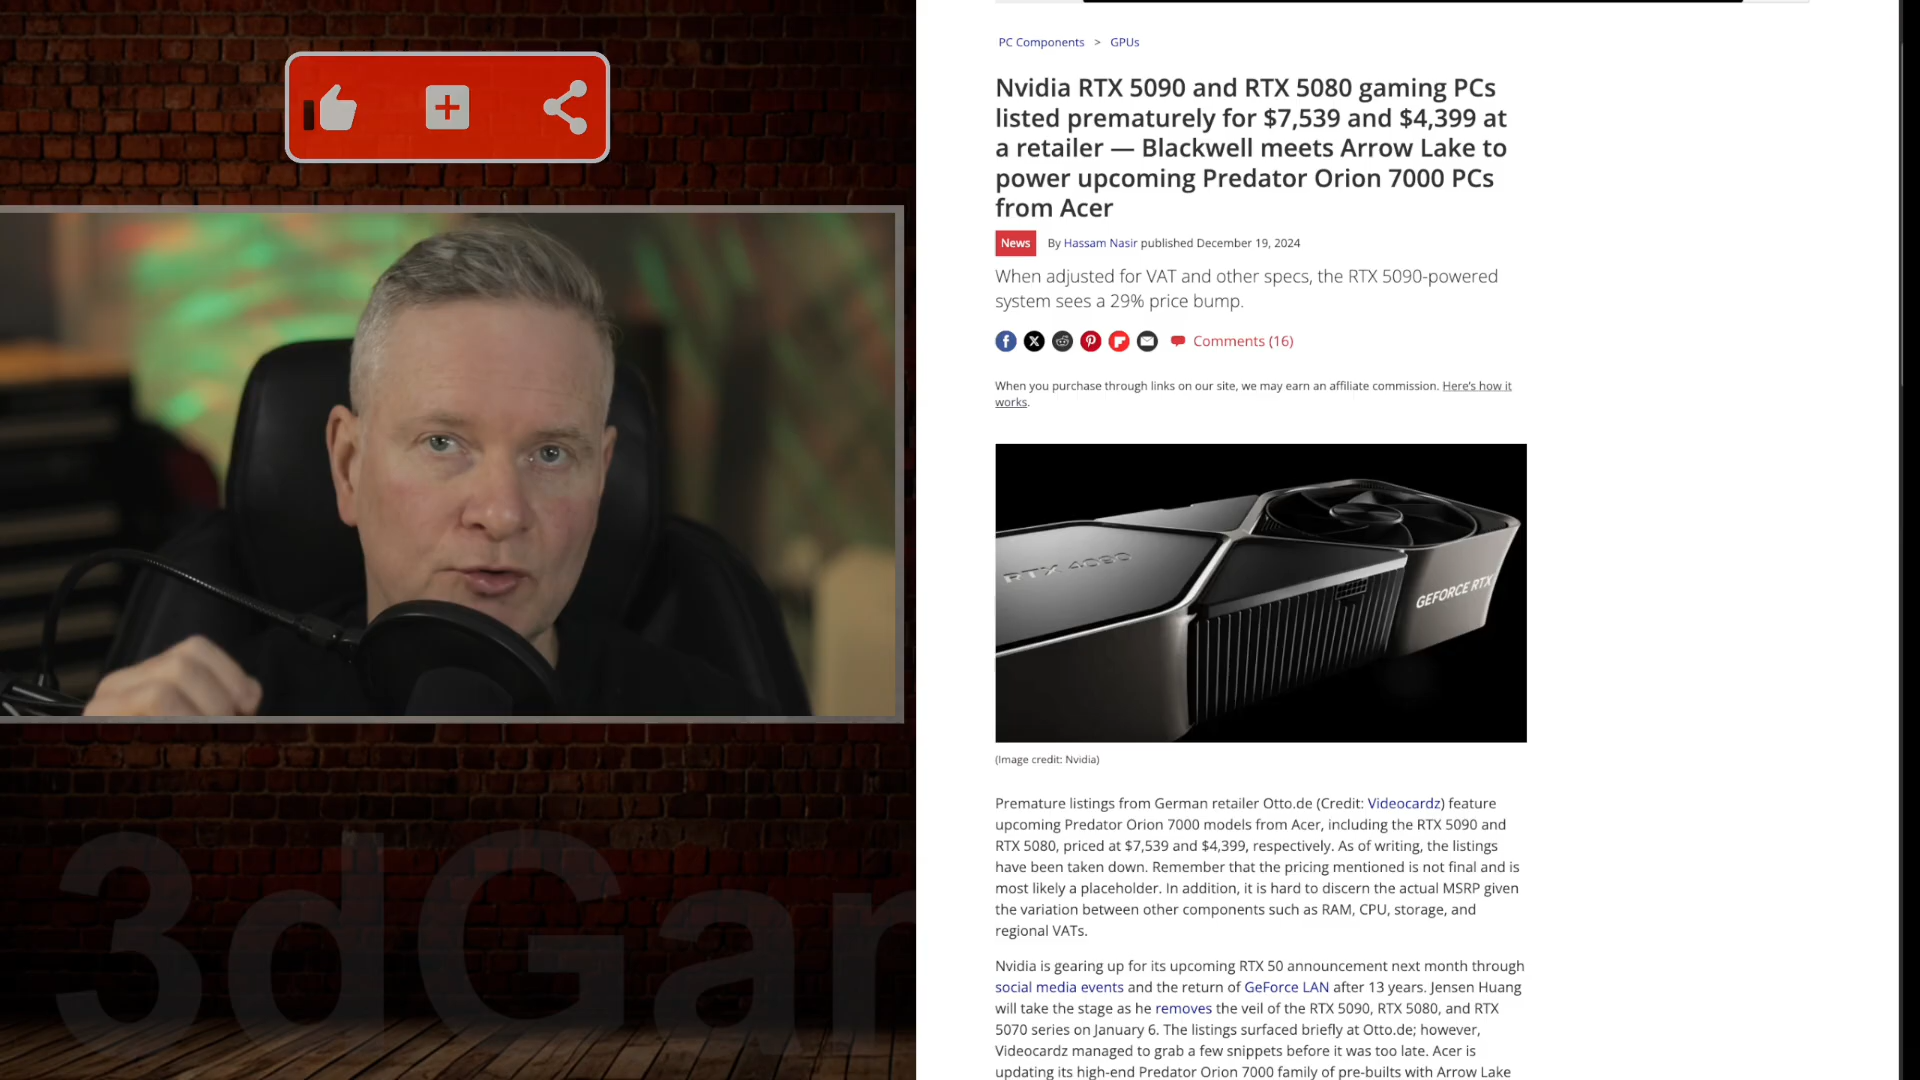 PC Components > GPUs
Nvidia RTX 5090 and RTX 5080 gaming PCs
listed prematurely for $7,539 and $4,399 at
a retailer — Blackwell meets Arrow Lake to
power upcoming Predator Orion 7000 PCs
from Acer
News By Hassam Nasir published December 19, 2024
When adjusted for VAT and other specs, the RTX 5090-powered
system sees a 29% price bump.
Comments (16)
When you purchase through links on our site, we may earn an affiliate commission. Here's how it
works.
RTX 4090
GEFORCE RTX
(Image credit: Nvidia)
Premature listings from German retailer Otto.de (Credit: Videocardz) feature
upcoming Predator Orion 7000 models from Acer, including the RTX 5090 and
RTX 5080, priced at $7,539 and $4,399, respectively. As of writing, the listings
have been taken down. Remember that the pricing mentioned is not final and is
most likely a placeholder. In addition, it is hard to discern the actual MSRP given
the variation between other components such as RAM, CPU, storage, and
regional VATs.
Nvidia is gearing up for its upcoming RTX 50 announcement next month through
social media events and the return of GeForce LAN after 13 years. Jensen Huang
will take the stage as he removes the veil of the RTX 5090, RTX 5080, and RTX
5070 series on January 6. The listings surfaced briefly at Otto.de; however,
Videocardz managed to grab a few snippets before it was too late. Acer is
updating its high-end Predator Orion 7000 family of pre-builts with Arrow Lake
3dGam